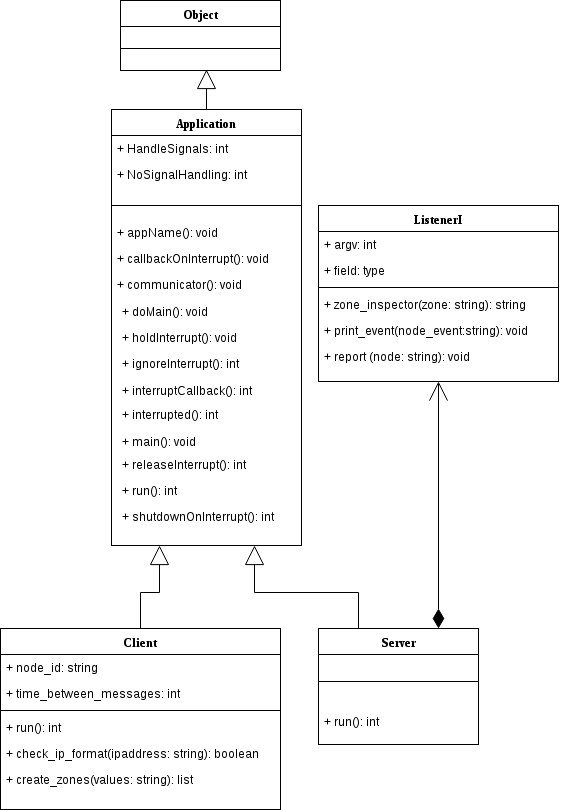 Object
Application
+ HandleSignals: int
+ NoSignalHandling: int
+ appName(): void
+ callbackOnInterrupt(): void
+ communicator(): void
+ doMain(): void
+ holdInterrupt(): void
+ ignoreInterrupt(): int
+ interruptCallback(): int
+ interrupted(): int
+ main(): void
+ releaseInterrupt(): int
+ run(): int
+ shutdownOnInterrupt(): int
ListenerI
+ argv: int
+ field: type
+ zone_inspector(zone: string): string
+ print_event(node_event:string): void
+ report (node: string): void
Client
+ node_id: string
+ time_between_messages: int
+ run(): int
+ check_ip_format(ipaddress: string): boolean
+ create_zones(values: string): list
Server
+ run(): int